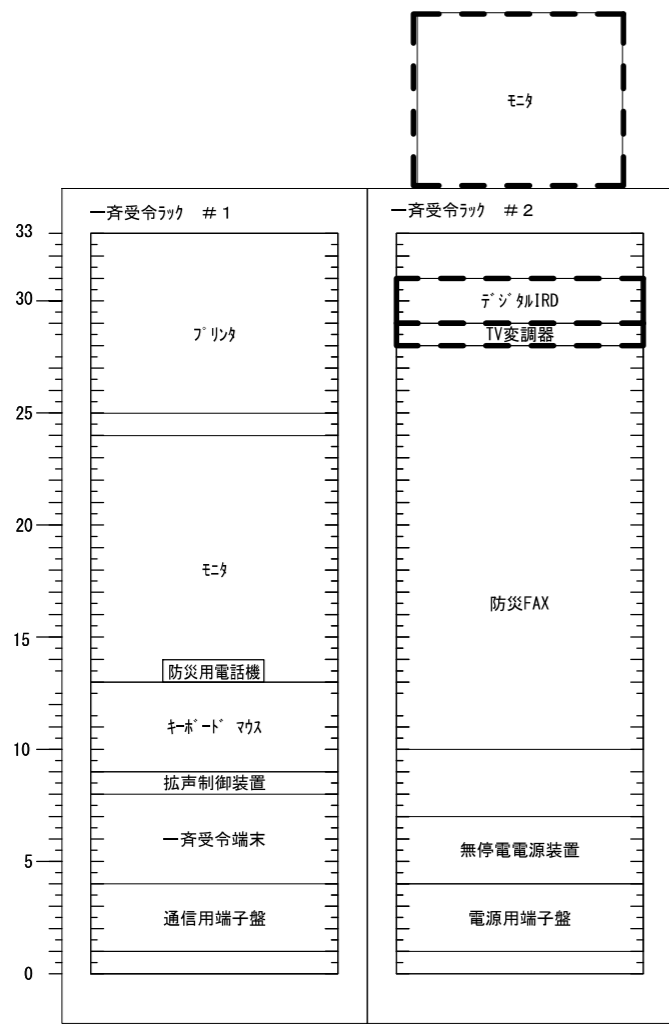 ﾓﾆﾀ
一斉受令ﾗｯｸ ＃１
一斉受令ﾗｯｸ ＃２
33
30
25
20
15
10
5
0
ﾌﾟﾘﾝﾀ
ﾓﾆﾀ
防災用電話機
ｷｰﾎﾞｰﾄﾞ ﾏｳｽ
拡声制御装置
一斉受令端末
通信用端子盤
ﾃﾞｼﾞﾀﾙIRD
TV変調器
防災FAX
無停電電源装置
電源用端子盤